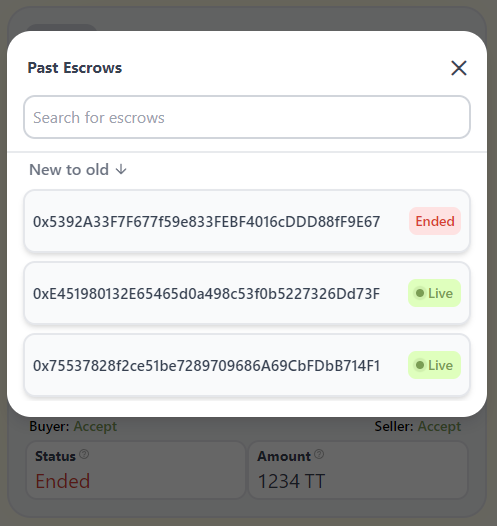 Past Escrows
Search for escrows
New to old ↓
0x5392A33F7F677f59e833FEBF4016cDDD88fF9E67 Ended
0xE451980132E65465d0a498c53f0b5227326Dd73F Live
0x75537828f2ce51be7289709686A69CbFDbB714F1 Live
Buyer: Accept Seller: Accept
Status Amount
Ended 1234 TT